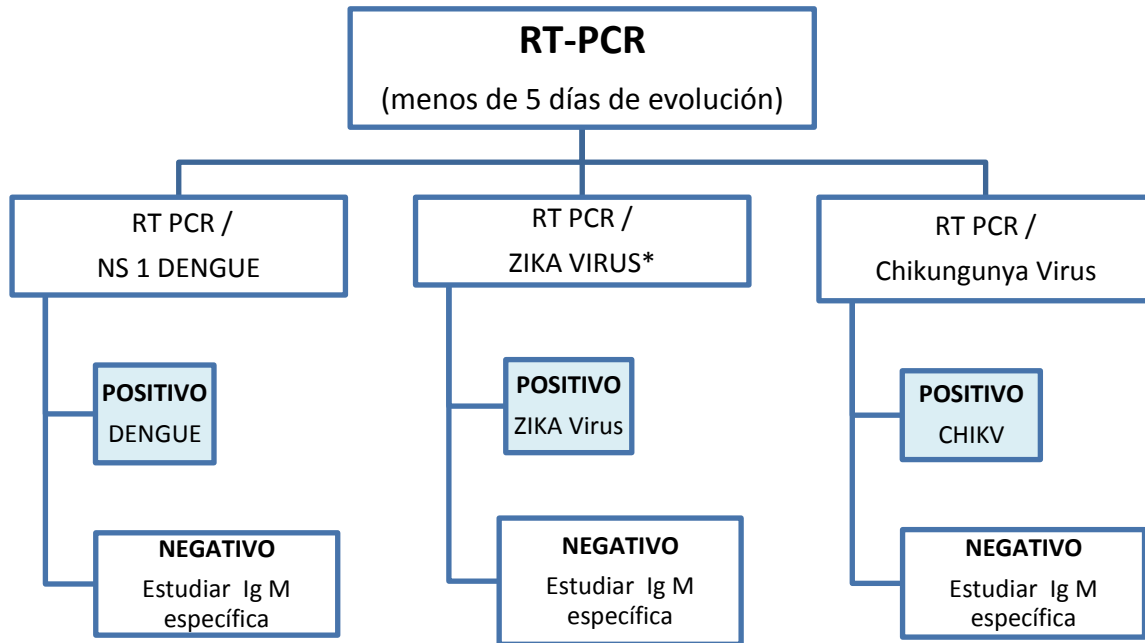 RT-PCR
(menos de 5 días de evolución)
RT PCR /
NS 1 DENGUE
POSITIVO
DENGUE
NEGATIVO
Estudiar Ig M
específica
RT PCR /
ZIKA VIRUS*
POSITIVO
ZIKA Virus
NEGATIVO
Estudiar Ig M
específica
RT PCR /
Chikungunya Virus
POSITIVO
CHIKV
NEGATIVO
Estudiar Ig M
específica